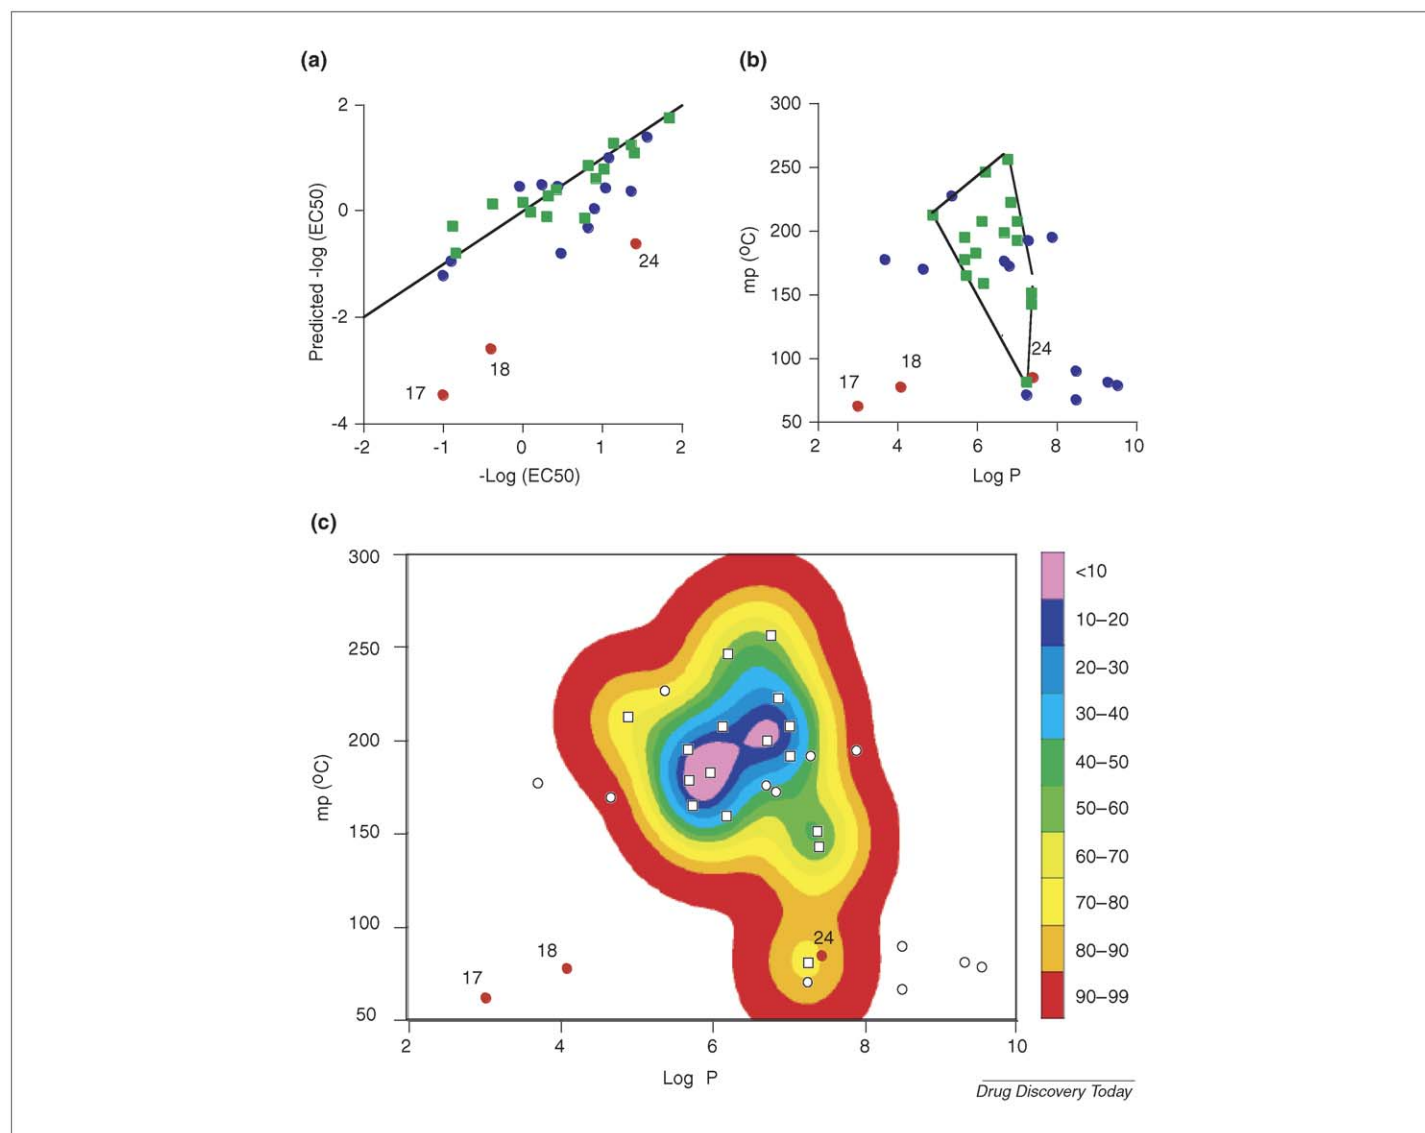 (a)
2
0
-2
-4
Predicted -log (EC50)
24
18
17
-2 -1 0 1 2
-Log (EC50)
(b)
300
250
200
150
100
50
mp (°C)
24
18
17
2 4 6 8 10
Log P
(c)
300
250
200
150
100
50
mp (°C)
24
18
17
2 4 6 8 10
Log P
<10
10–20
20–30
30–40
40–50
50–60
60–70
70–80
80–90
90–99
Drug Discovery Today